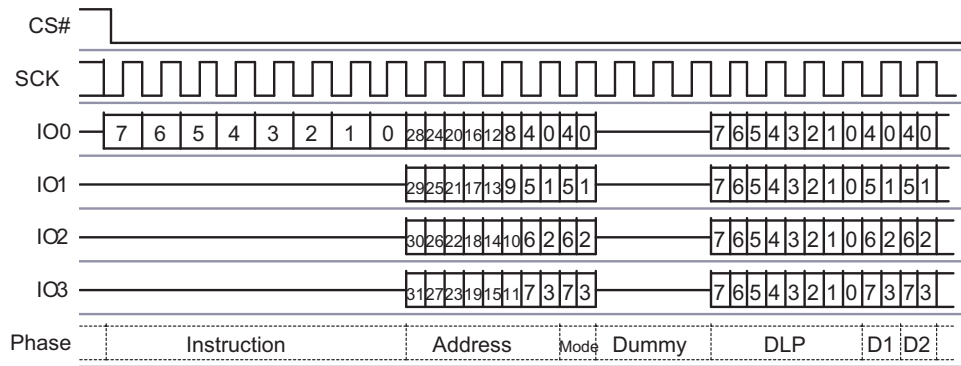 CS#
SCK
IO0 7 6 5 4 3 2 1 0 28 24 20 16 12 8 4 0 4 0 7 6 5 4 3 2 1 0 4 0 4 0
IO1 29 25 21 17 13 9 5 1 5 1 7 6 5 4 3 2 1 0 5 1 5 1
IO2 30 26 22 18 14 10 6 2 6 2 7 6 5 4 3 2 1 0 6 2 6 2
IO3 31 27 23 19 15 11 7 3 7 3 7 6 5 4 3 2 1 0 7 3 7 3
Phase Instruction Address Mode Dummy DLP D1 D2